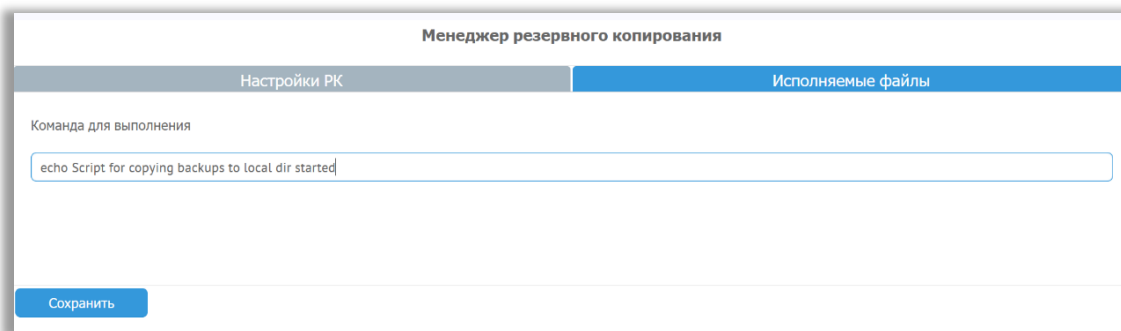 Менеджер резервного копирования
Настройки РК
Исполняемые файлы
Команда для выполнения
echo Script for copying backups to local dir started
Сохранить